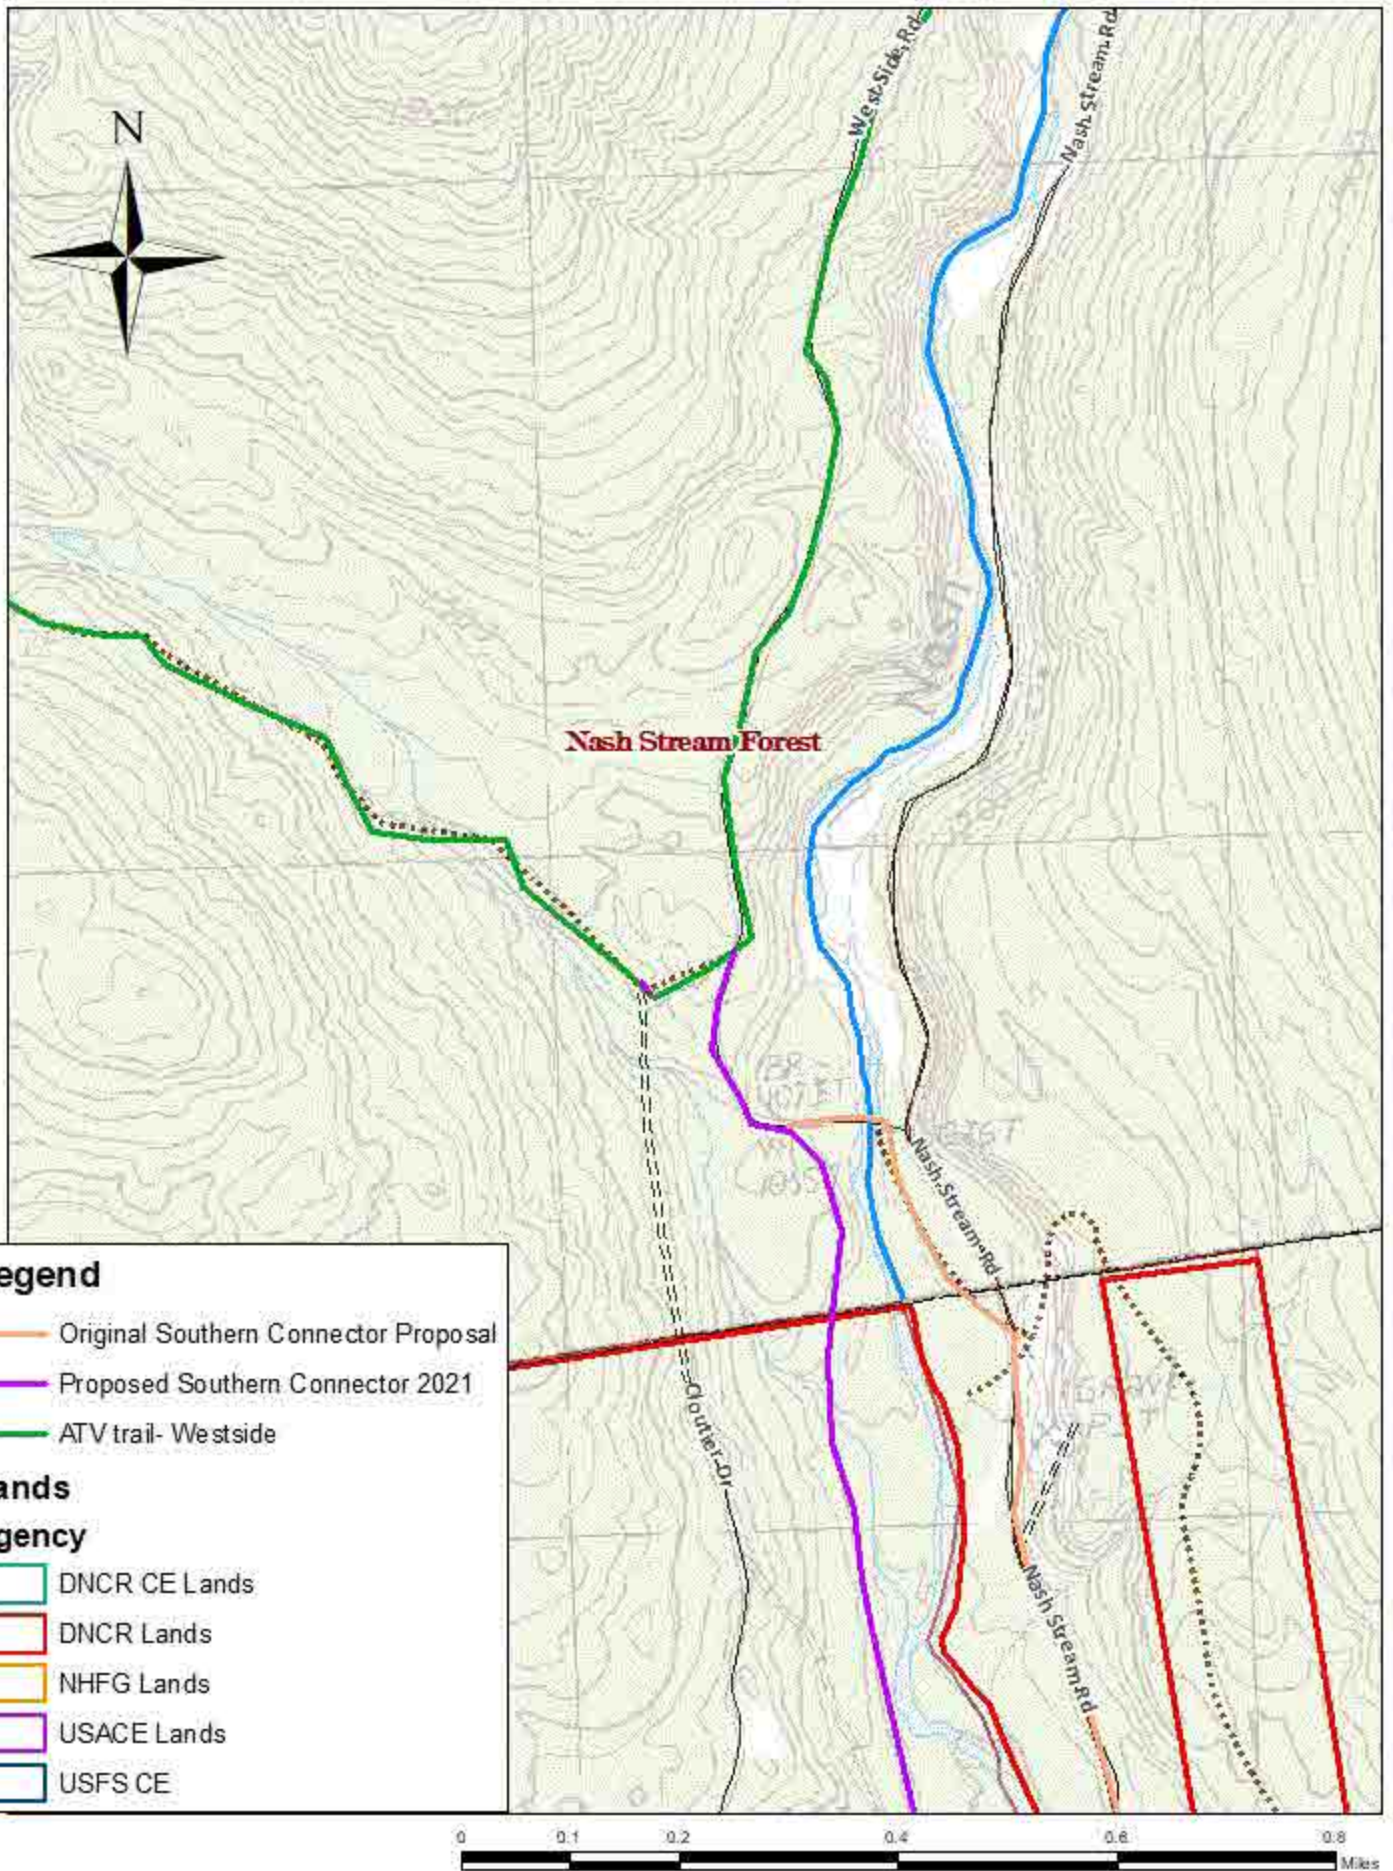 West Side Rd
Nash Stream Rd
N
Nash Stream Forest
Nash Stream Rd
egend
Original Southern Connector Proposal
Proposed Southern Connector 2021
ATV trail- Westside
ands
gency
DNCR CE Lands
DNCR Lands
NHFG Lands
USACE Lands
USFS CE
Cloutier Dr
Nash Stream Rd
0 0.1 0.2 0.4 0.6 0.8
Miles